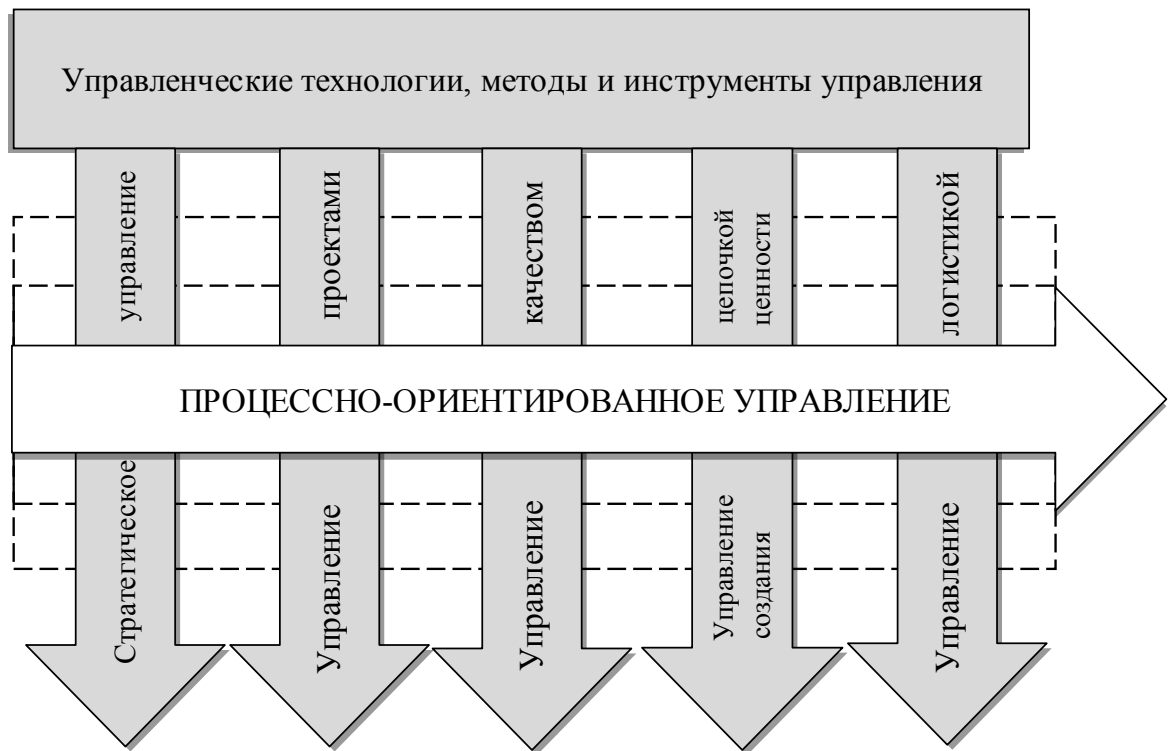 Управленческие технологии, методы и инструменты управления
управление
проектами
качеством
цепочкой
ценности
логистикой
ПРОЦЕССНО-ОРИЕНТИРОВАННОЕ УПРАВЛЕНИЕ
Стратегическое
Управление
Управление
Управление
создания
Управление